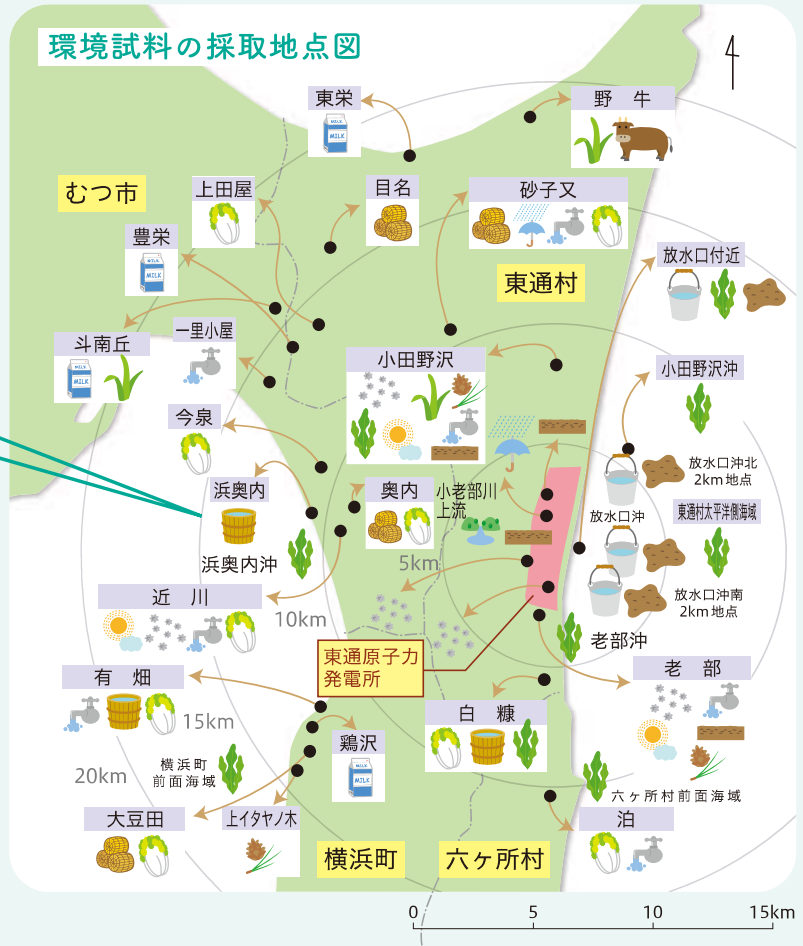 環境試料の採取地点図
東栄
MILK
MILK
野 牛
むつ市
上田屋
目名
砂子又
豊栄
MILK
MILK
東通村
放水口付近
斗南丘
MILK
MILK
一里小屋
小田野沢
小田野沢沖
今泉
浜奥内
奥内
小老部川
上流
放水口沖北
2km地点
放水口沖
東通村太平洋側海域
浜奥内沖
5km
近 川
10km
放水口沖南
2km地点
東通原子力
発電所
老部沖
老 部
有 畑
15km
白 糠
鶏沢
MILK
MILK
横浜町
前面海域
20km
六ヶ所村前面海域
大豆田
上イタヤノ木
泊
横浜町
六ヶ所村
0
5
10
15km